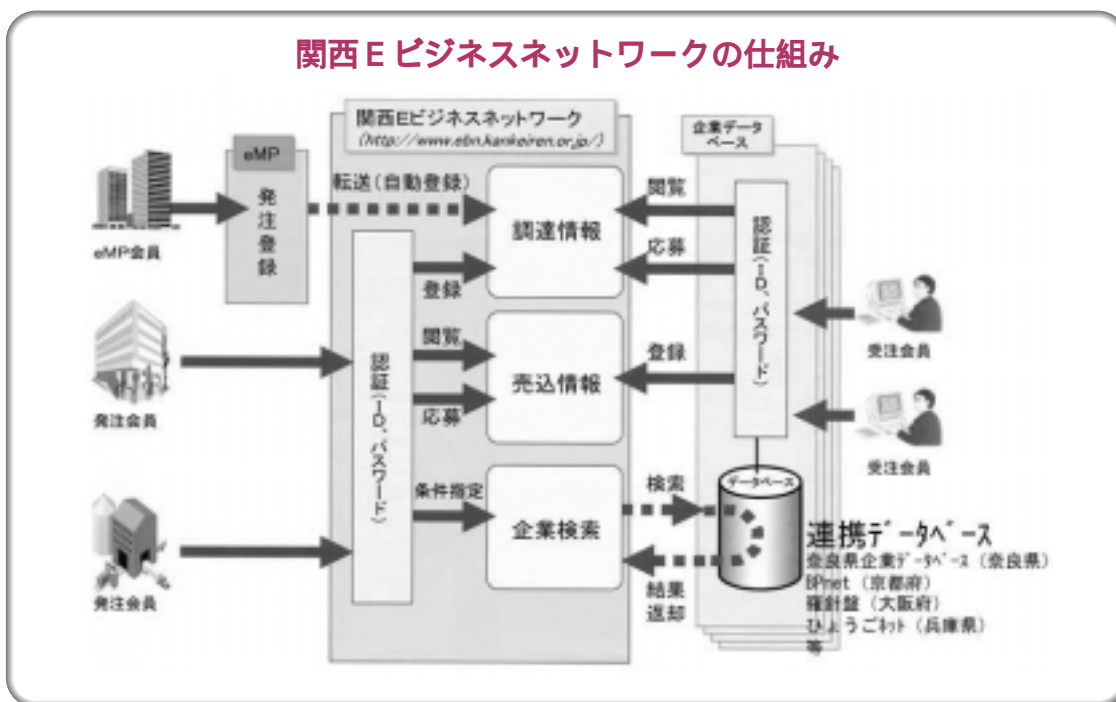 関西Eビジネスネットワークの仕組み
関西Eビジネスネットワーク
(http://www.ebn.kankeiren.or.jp/)
企業データ
ベース
eMP
発注登録
eMP会員
転送(自動登録)
調達情報
閲覧
応募
登録
認証(ID、パスワード)
認証(ID、パスワード)
受注会員
発注会員
閲覧
応募
売込情報
登録
受注会員
発注会員
条件指定
企業検索
検索
結果
返却
データベース
連携データベース
奈良県企業データベース(奈良県)
BPnet(京都府)
羅針盤(大阪府)
ひょうごネット(兵庫県)
等